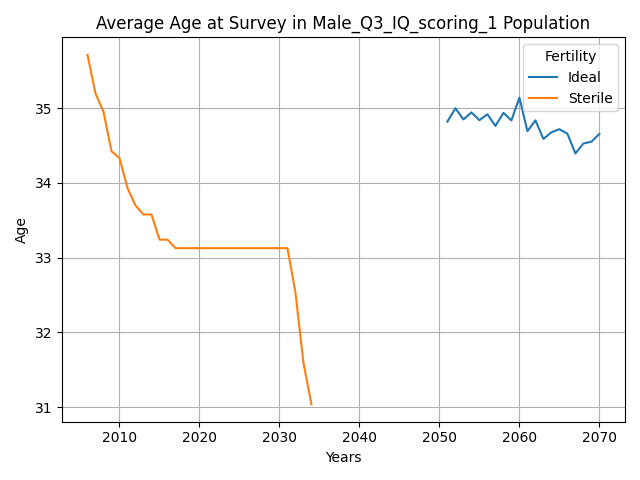 Average Age at Survey in Male_Q3_IQ_scoring_1 Population
Fertility
Ideal
Sterile
35
34
33
32
31
Age
2010 2020 2030 2040 2050 2060 2070
Years